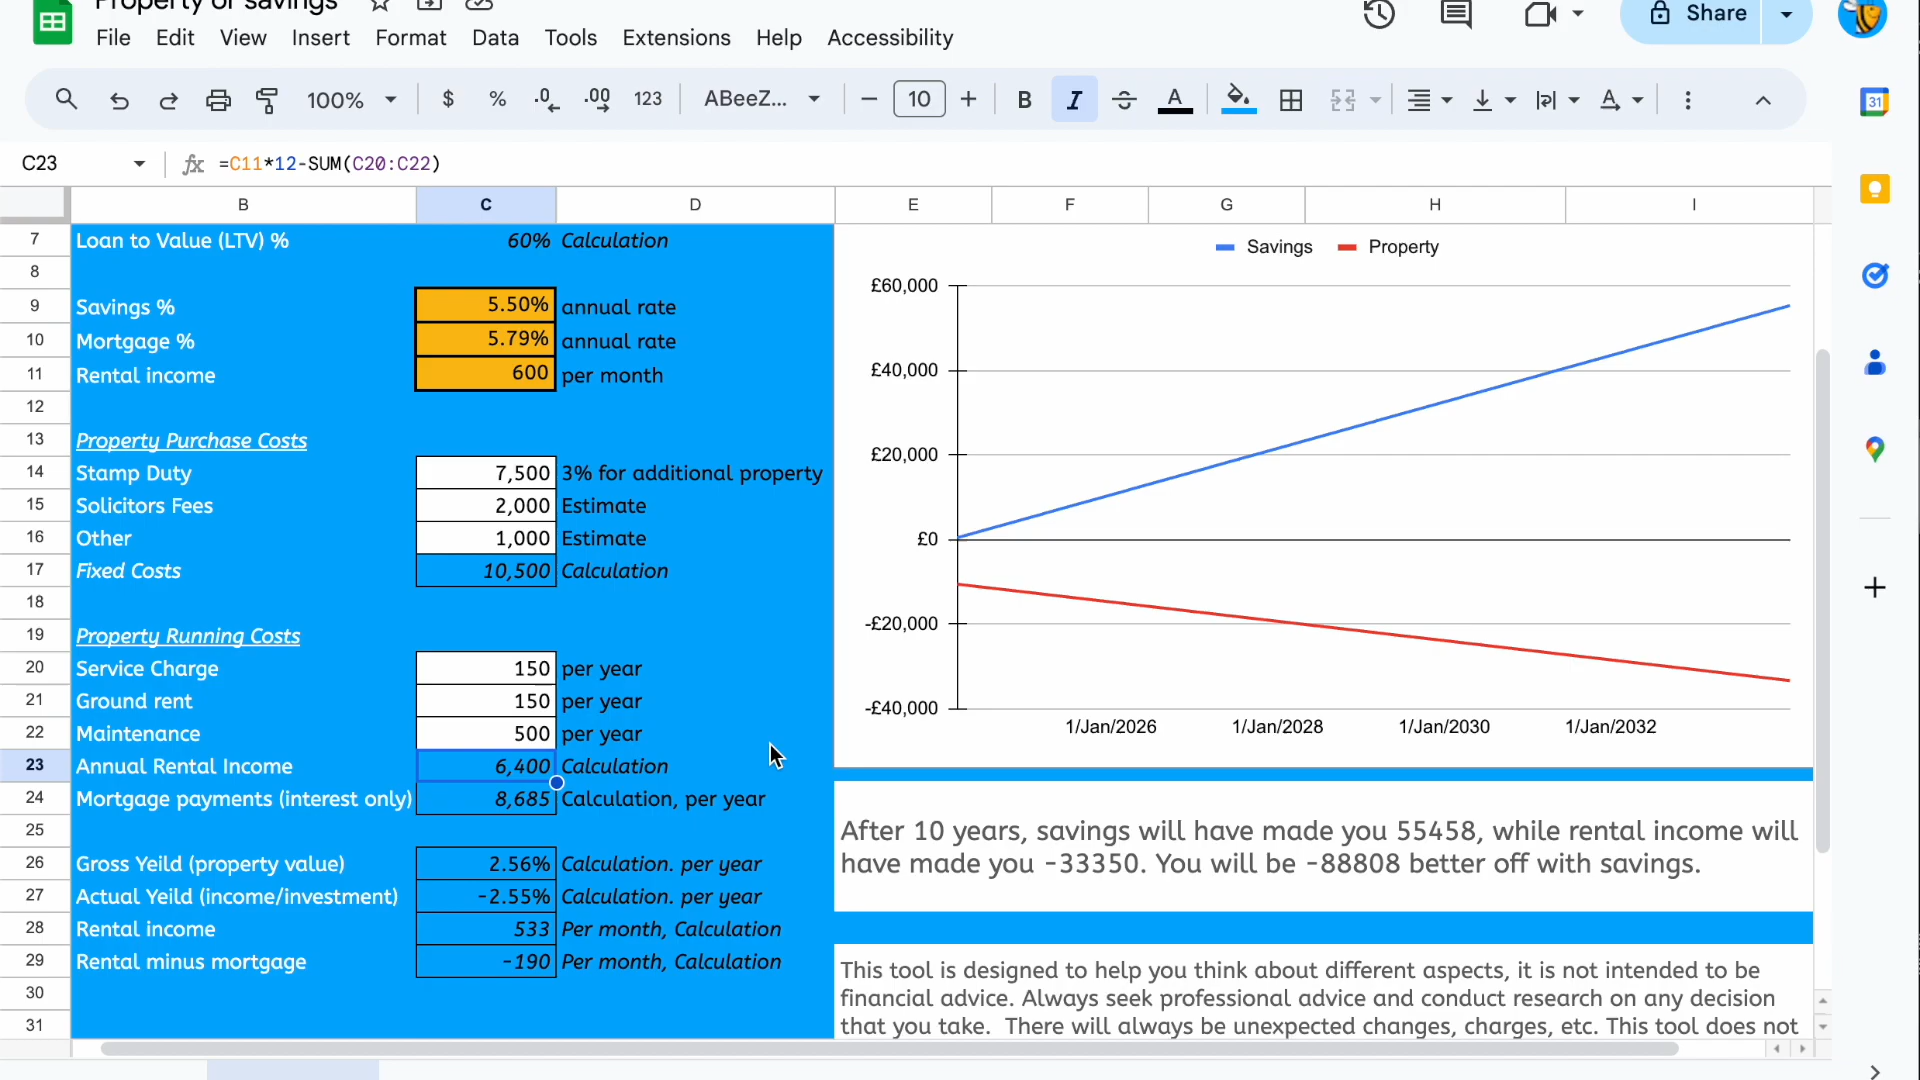 Property or savings
File Edit View Insert Format Data Tools Extensions Help Accessibility
Share
100% $ % .0 .00 123 ABeeZ... 10 B I A A
31
C23 fx =C11*12-SUM(C20:C22)
B C D E F G H I
7 Loan to Value (LTV) % 60% Calculation
8
9 Savings % 5.50% annual rate
10 Mortgage % 5.79% annual rate
11 Rental income 600 per month
12
13 Property Purchase Costs
14 Stamp Duty 7,500 3% for additional property
15 Solicitors Fees 2,000 Estimate
16 Other 1,000 Estimate
17 Fixed Costs 10,500 Calculation
18
19 Property Running Costs
20 Service Charge 150 per year
21 Ground rent 150 per year
22 Maintenance 500 per year
23 Annual Rental Income 6,400 Calculation
24 Mortgage payments (interest only) 8,685 Calculation, per year
25
26 Gross Yeild (property value) 2.56% Calculation. per year
27 Actual Yeild (income/investment) -2.55% Calculation. per year
28 Rental income 533 Per month, Calculation
29 Rental minus mortgage -190 Per month, Calculation
30
31
Savings Property
£60,000
£40,000
£20,000
£0
-£20,000
-£40,000
1/Jan/2026 1/Jan/2028 1/Jan/2030 1/Jan/2032
After 10 years, savings will have made you 55458, while rental income will
have made you -33350. You will be -88808 better off with savings.
This tool is designed to help you think about different aspects, it is not intended to be
financial advice. Always seek professional advice and conduct research on any decision
that you take. There will always be unexpected changes, charges, etc. This tool does not